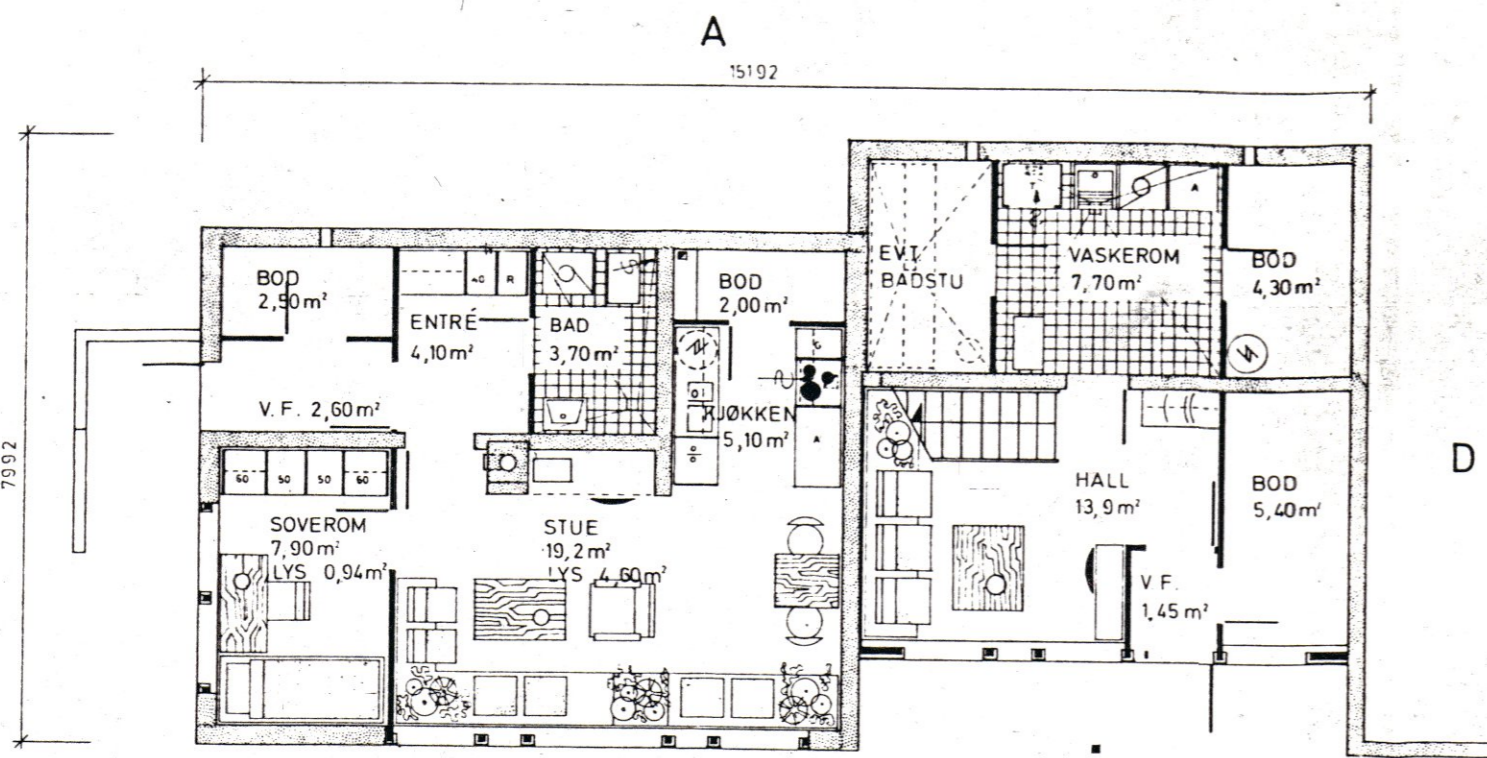 A
15192
7992
BOD
2,50 m²
ENTRÉ
4,10 m²
40
R
BAD
3,70 m²
BOD
2,00 m²
EVT.
BADSTU
VASKEROM
7,70 m²
T
A
BOD
4,30 m²
V.F. 2,60 m²
KJØKKEN
5,10 m²
A
60
50
50
60
SOVEROM
7,90 m²
LYS 0,94 m²
STUE
19,2 m²
LYS 4,60 m²
HALL
13,9 m²
BOD
5,40 m²
V.F.
1,45 m²
D